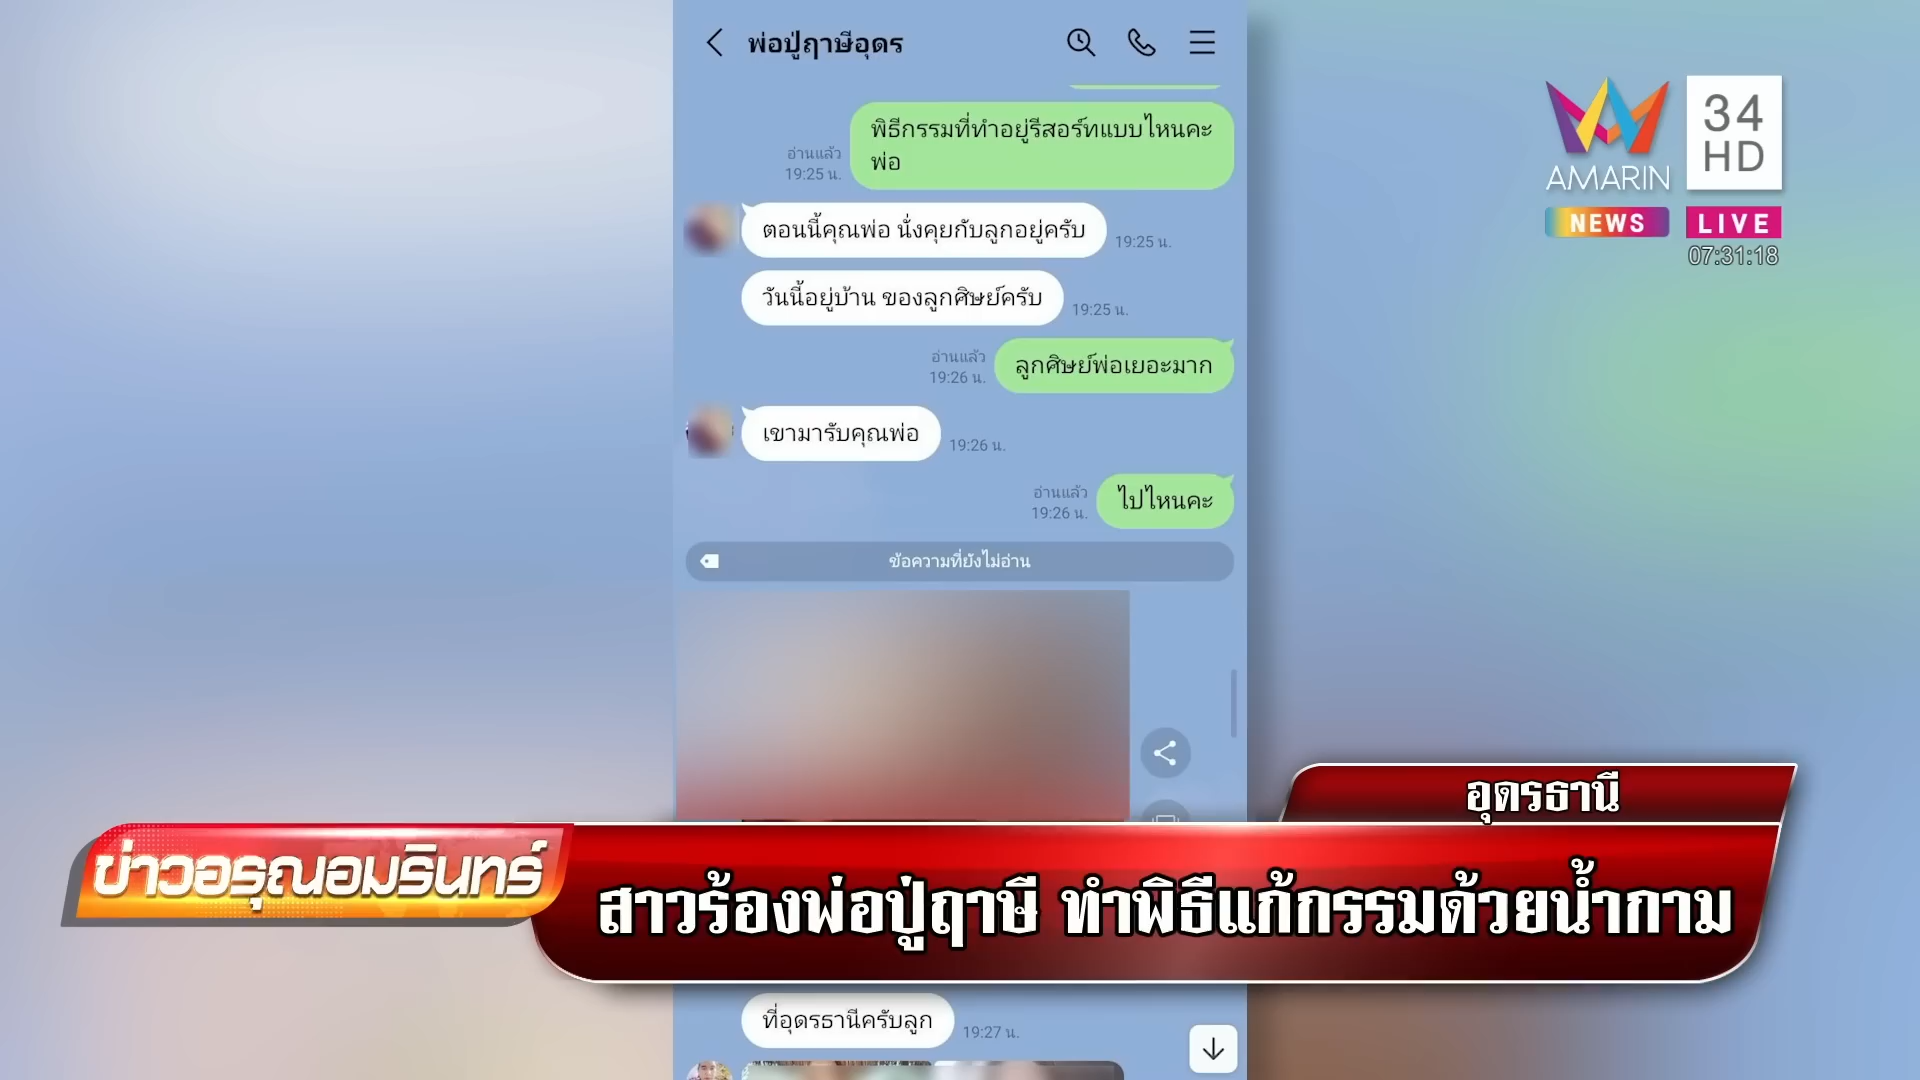 พ่อปู่ฤาษีอุดร
พิธีกรรมที่ทำอยู่รีสอร์ทแบบไหนคะ
พ่อ
อ่านแล้ว
19:25 น.
ตอนนี้คุณพ่อ นั่งคุยกับลูกอยู่ครับ
19:25 น.
วันนี้อยู่บ้าน ของลูกศิษย์ครับ
19:25 น.
ลูกศิษย์พ่อเยอะมาก
อ่านแล้ว
19:26 น.
เขามารับคุณพ่อ
19:26 น.
ไปไหนคะ
อ่านแล้ว
19:26 น.
ข้อความที่ยังไม่อ่าน
ที่อุดรธานีครับลูก
19:27 น.
AMARIN
34
HD
NEWS
LIVE
07:31:18
อุดรธานี
ข่าวอรุณอมรินทร์
สาวร้องพ่อปู่ฤาษี ทำพิธีแก้กรรมด้วยน้ำกาม